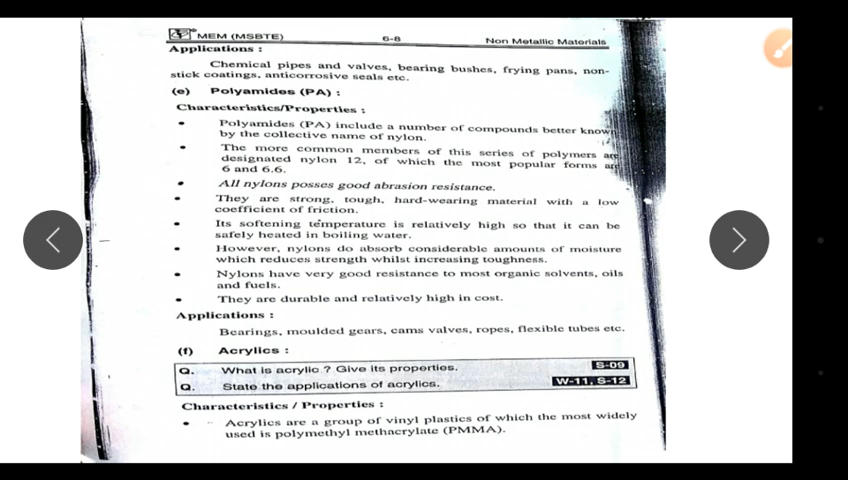 MEM (MSBTE) 6-8 Non Metallic Materials
Applications :
Chemical pipes and valves, bearing bushes, frying pans, non-
stick coatings, anticorrosive seals etc.
(e) Polyamides (PA) :
Characteristics/Properties :
• Polyamides (PA) include a number of compounds better known
by the collective name of nylon.
• The more common members of this series of polymers are
designated nylon 12, of which the most popular forms are
6 and 6.6.
• All nylons posses good abrasion resistance.
• They are strong, tough, hard-wearing material with a low
coefficient of friction.
• Its softening temperature is relatively high so that it can be
safely heated in boiling water.
• However, nylons do absorb considerable amounts of moisture
which reduces strength whilst increasing toughness.
• Nylons have very good resistance to most organic solvents, oils
and fuels.
• They are durable and relatively high in cost.
Applications :
Bearings, moulded gears, cams valves, ropes, flexible tubes etc.
(f) Acrylics :
Q. What is acrylic ? Give its properties. S-09
Q. State the applications of acrylics. W-11, S-12
Characteristics / Properties :
• Acrylics are a group of vinyl plastics of which the most widely
used is polymethyl methacrylate (PMMA).